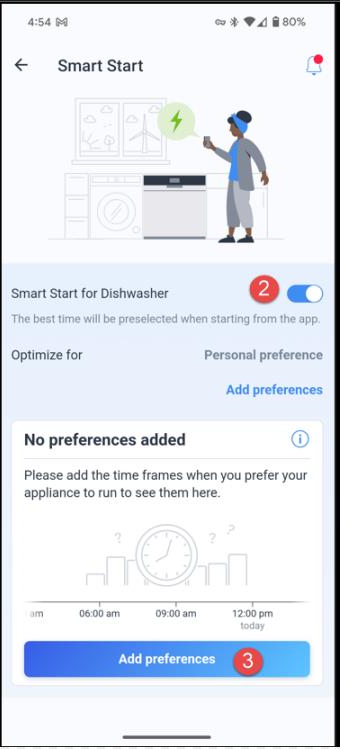 4:54 80%
Smart Start
2
Smart Start for Dishwasher
The best time will be preselected when starting from the app.
Optimize for Personal preference
Add preferences
No preferences added
Please add the time frames when you prefer your
appliance to run to see them here.
? ? ?
am 06:00 am 09:00 am 12:00 pm
today
Add preferences 3